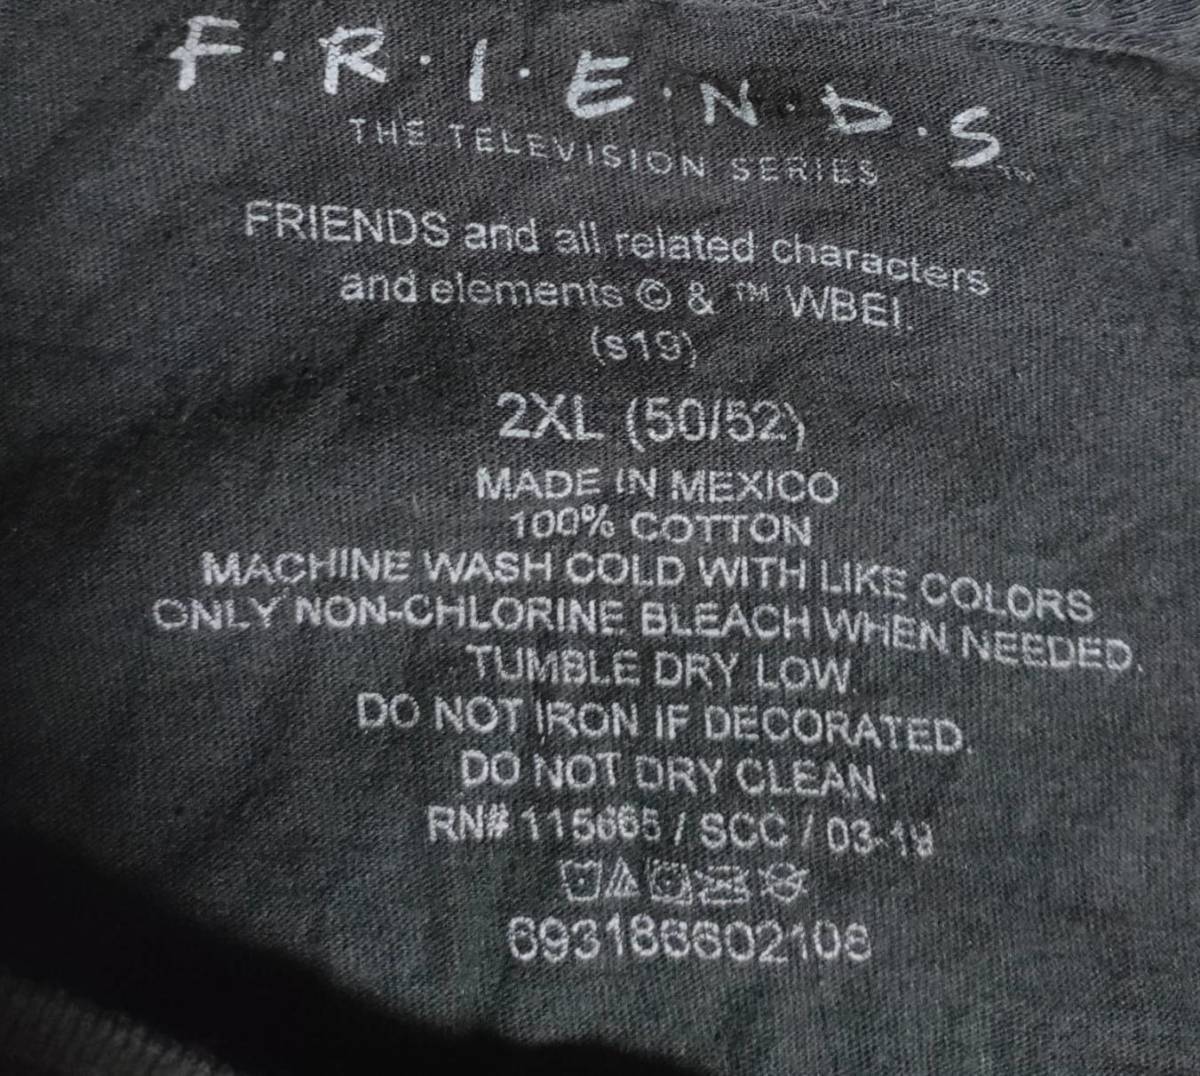 F·R·I·E·N·D·S™
THE TELEVISION SERIES
FRIENDS and all related characters
and elements © & ™ WBEI.
(s19)
2XL (50/52)
MADE IN MEXICO
100% COTTON
MACHINE WASH COLD WITH LIKE COLORS
ONLY NON-CHLORINE BLEACH WHEN NEEDED.
TUMBLE DRY LOW.
DO NOT IRON IF DECORATED.
DO NOT DRY CLEAN.
RN# 115665 / SCC / 03-19
693186602108